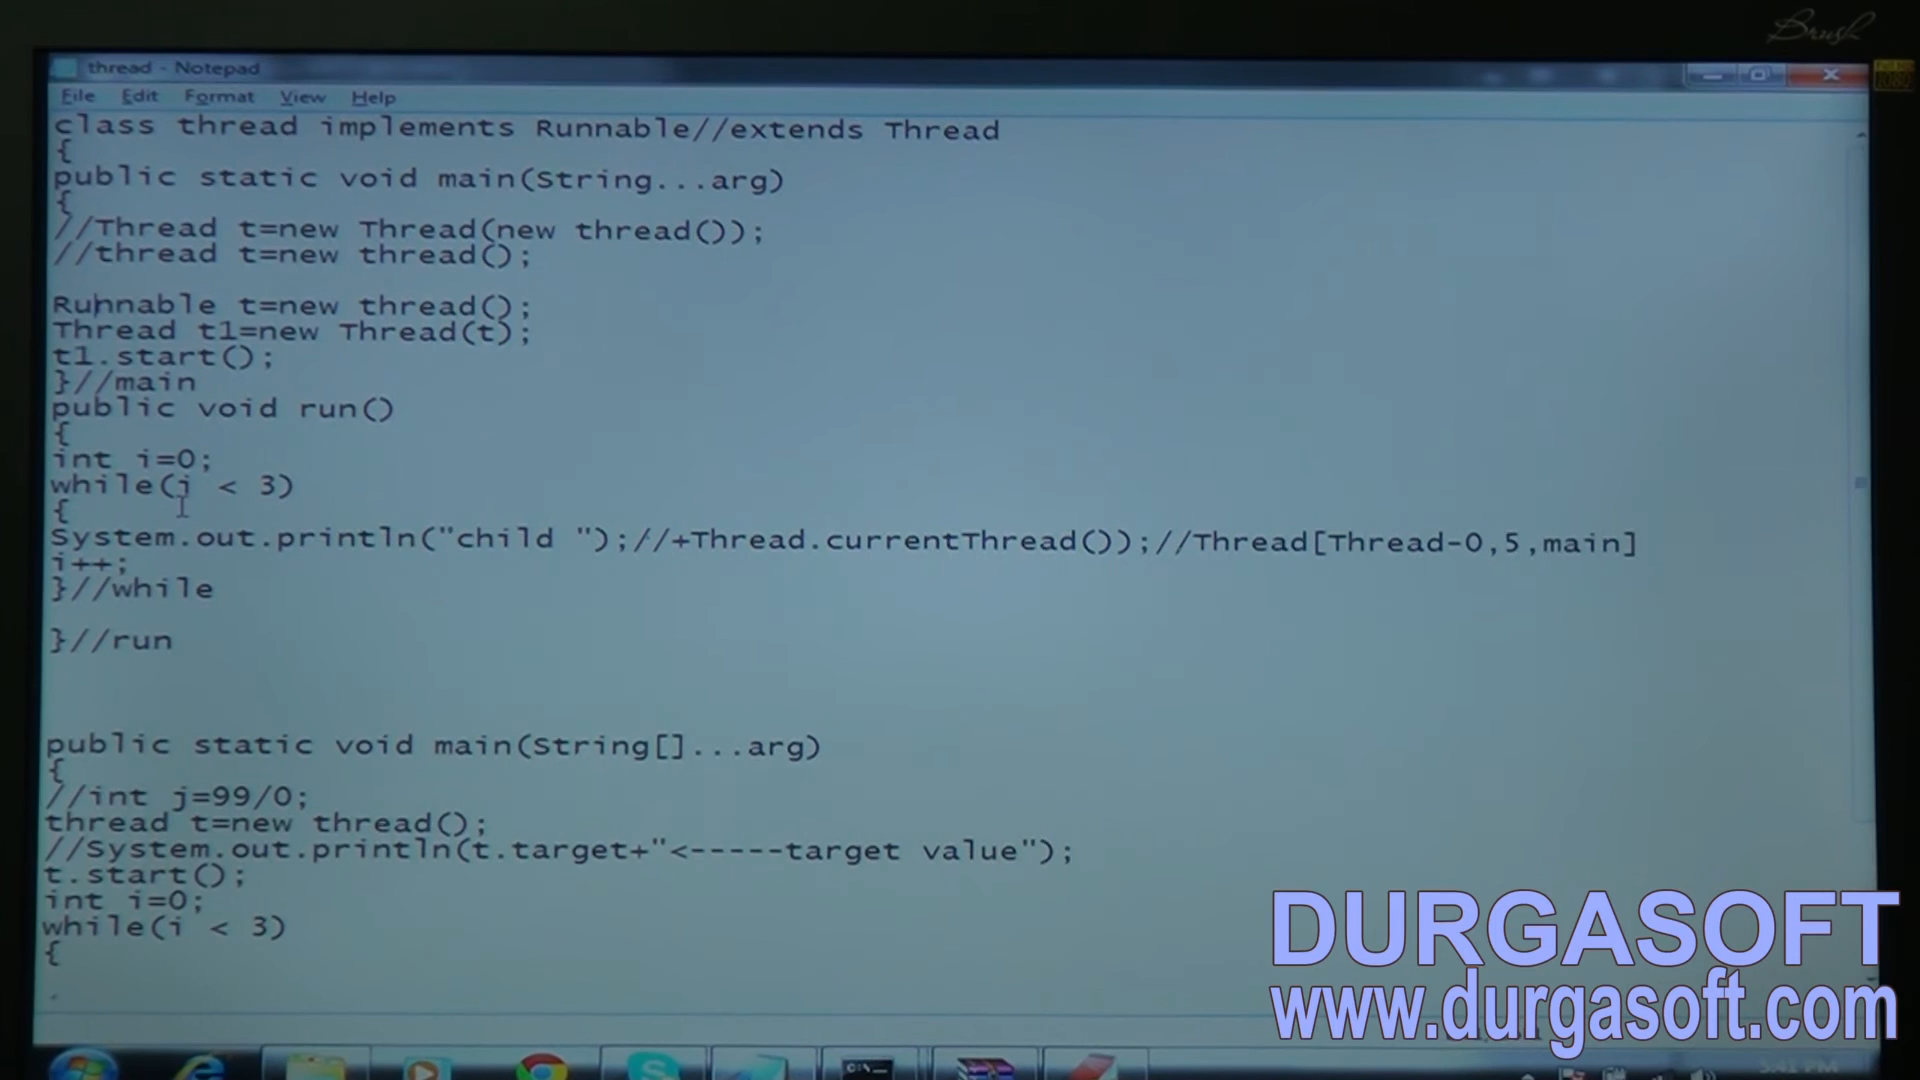 Brush
thread - Notepad
File Edit Format View Help
class thread implements Runnable//extends Thread
{
public static void main(String...arg)
{
//Thread t=new Thread(new thread());
//thread t=new thread();
Runnable t=new thread();
Thread t1=new Thread(t);
t1.start();
}//main
public void run()
{
int i=0;
while(i < 3)
{
System.out.println("child ");//+Thread.currentThread());//Thread[Thread-0,5,main]
i++;
}//while
}//run
public static void main(String[]...arg)
{
//int j=99/0;
thread t=new thread();
//System.out.println(t.target+"<-----target value");
t.start();
int i=0;
while(i < 3)
{
DURGASOFT
www.durgasoft.com